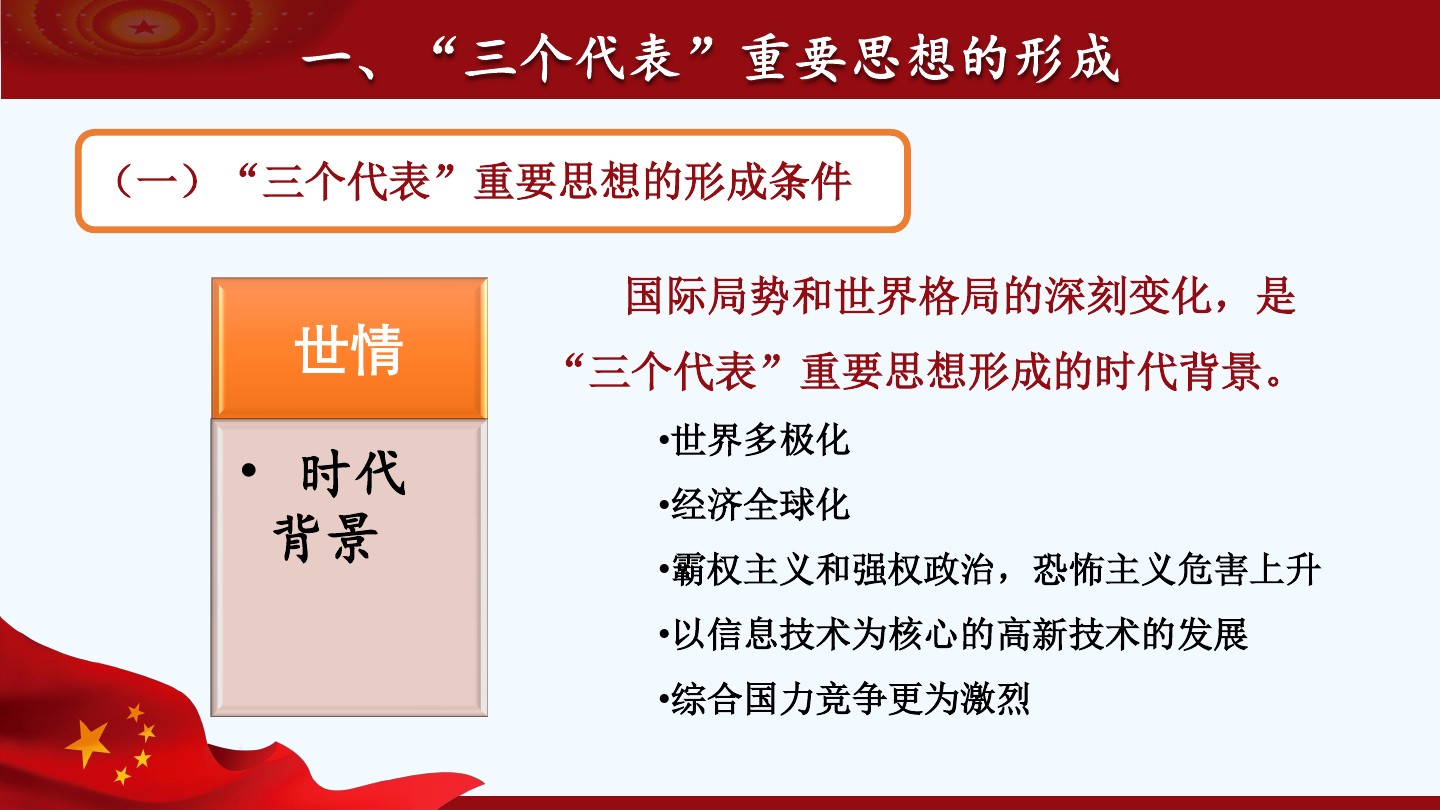 一、“三个代表”重要思想的形成
（一）“三个代表”重要思想的形成条件
世情
• 时代
背景
国际局势和世界格局的深刻变化，是
“三个代表”重要思想形成的时代背景。
•世界多极化
•经济全球化
•霸权主义和强权政治，恐怖主义危害上升
•以信息技术为核心的高新技术的发展
•综合国力竞争更为激烈